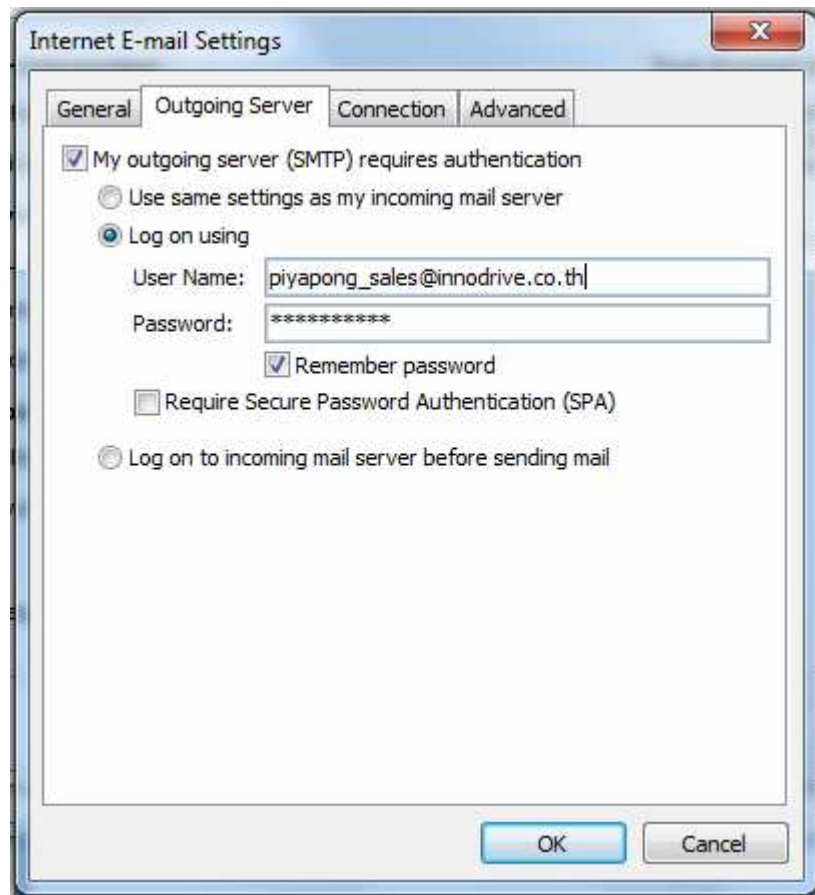 Internet E-mail Settings
General Outgoing Server Connection Advanced
My outgoing server (SMTP) requires authentication
Use same settings as my incoming mail server
Log on using
User Name: piyapong_sales@innodrive.co.th
Password: **********
Remember password
Require Secure Password Authentication (SPA)
Log on to incoming mail server before sending mail
OK Cancel